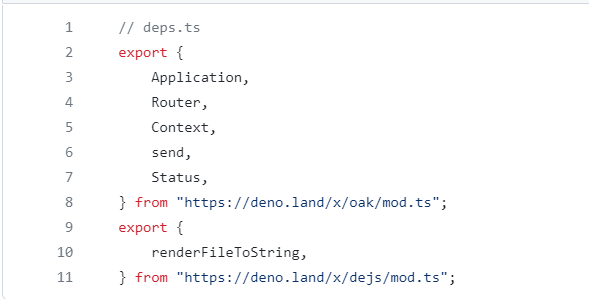 1 // deps.ts
2 export {
3     Application,
4     Router,
5     Context,
6     send,
7     Status,
8 } from "https://deno.land/x/oak/mod.ts";
9 export {
10     renderFileToString,
11 } from "https://deno.land/x/dejs/mod.ts";